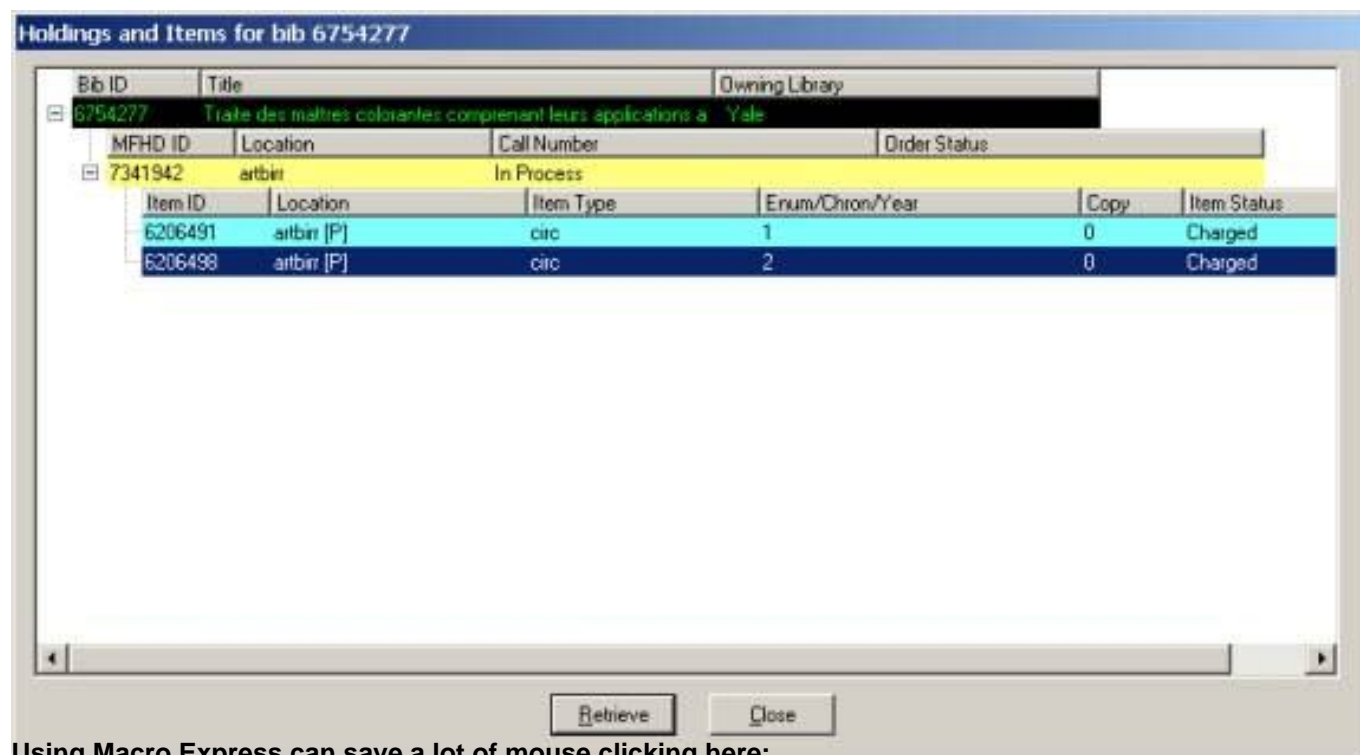 Holdings and Items for bib 6754277
Bib ID Title Owning Library
6754277 Traite des maltres colorantes comprenant leurs applications a Yale
MFHD ID Location Call Number Order Status
7341942 artbirr In Process
Item ID Location Item Type Enum/Chron/Year Copy Item Status
6206491 artbirr [P] circ 1 0 Charged
6206498 artbirr [P] circ 2 0 Charged
Retrieve Close
Using Macro Express can save a lot of mouse clicking here: